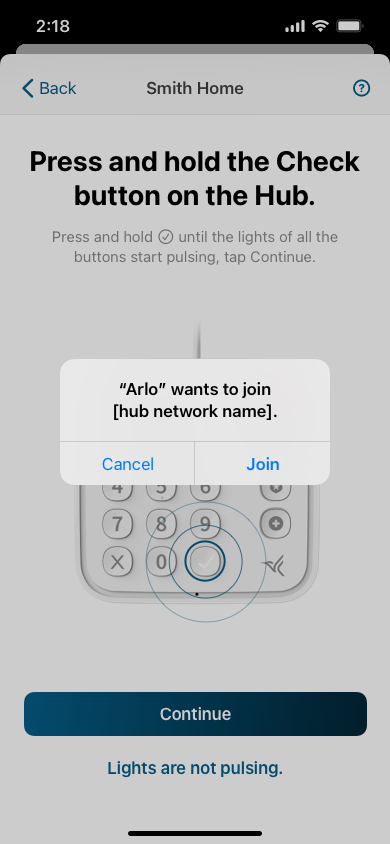 2:18
Back
Smith Home
?
Press and hold the Check
button on the Hub.
Press and hold until the lights of all the
buttons start pulsing, tap Continue.
“Arlo” wants to join
[hub network name].
Cancel
Join
4 5 6
7 8 9
X 0
Continue
Lights are not pulsing.